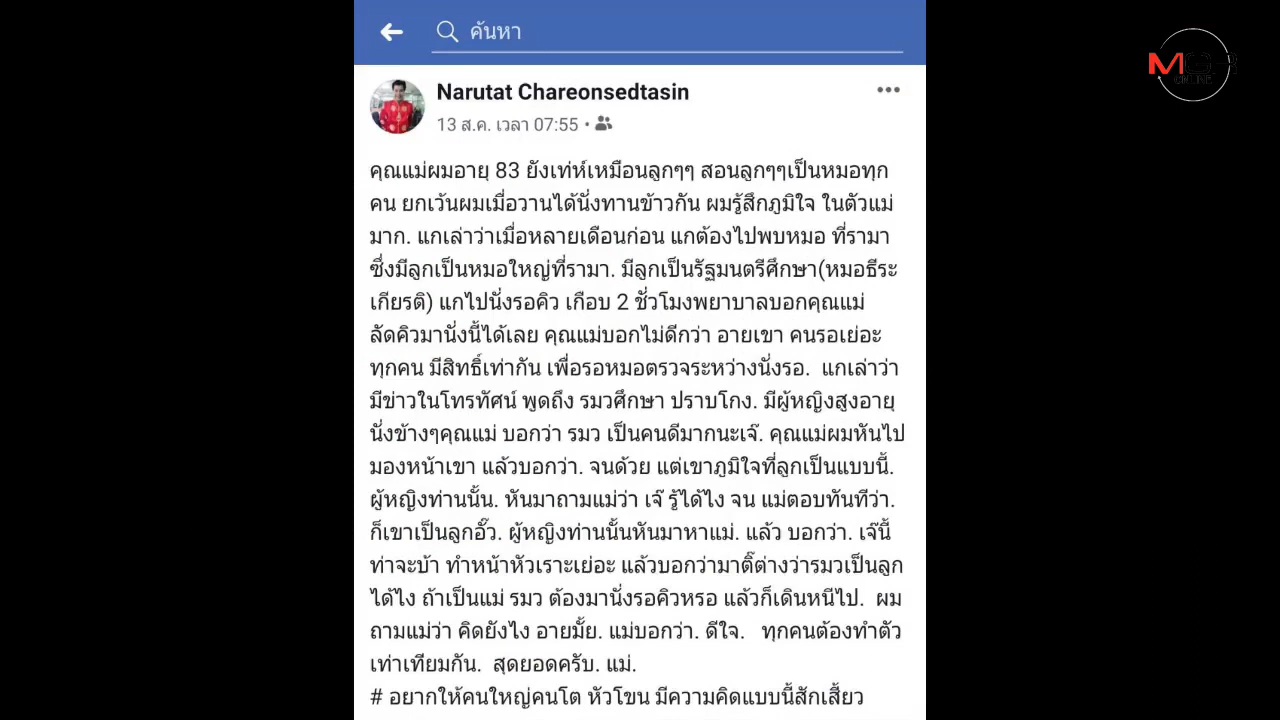 ค้นหา
MGR
ONLINE
Narutat Chareonsedtasin
13 ส.ค. เวลา 07:55 •
คุณแม่ผมอายุ 83 ยังเท่ห์เหมือนลูกๆๆ สอนลูกๆๆเป็นหมอทุก
คน ยกเว้นผมเมื่อวานได้นั่งทานข้าวกัน ผมรู้สึกภูมิใจ ในตัวแม่
มาก. แกเล่าว่าเมื่อหลายเดือนก่อน แกต้องไปพบหมอ ที่รามา
ซึ่งมีลูกเป็นหมอใหญ่ที่รามา. มีลูกเป็นรัฐมนตรีศึกษา(หมอธีระ
เกียรติ) แกไปนั่งรอคิว เกือบ 2 ชั่วโมงพยาบาลบอกคุณแม่
ลัดคิวมานั่งนี้ได้เลย คุณแม่บอกไม่ดีกว่า อายเขา คนรอเย่อะ
ทุกคน มีสิทธิ์เท่ากัน เพื่อรอหมอตรวจระหว่างนั่งรอ.  แกเล่าว่า
มีข่าวในโทรทัศน์ พูดถึง รมวศึกษา ปราบโกง. มีผู้หญิงสูงอายุ
นั่งข้างๆคุณแม่ บอกว่า รมว เป็นคนดีมากนะเจ๊. คุณแม่ผมหันไป
มองหน้าเขา แล้วบอกว่า. จนด้วย แต่เขาภูมิใจที่ลูกเป็นแบบนี้.
ผู้หญิงท่านนั้น. หันมาถามแม่ว่า เจ๊ รู้ได้ไง จน แม่ตอบทันทีว่า.
ก็เขาเป็นลูกอั๊ว. ผู้หญิงท่านนั้นหันมาหาแม่. แล้ว บอกว่า. เจ๊นี้
ท่าจะบ้า ทำหน้าหัวเราะเย่อะ แล้วบอกว่ามาติ๊ต่างว่ารมวเป็นลูก
ได้ไง ถ้าเป็นแม่ รมว ต้องมานั่งรอคิวหรอ แล้วก็เดินหนีไป.  ผม
ถามแม่ว่า คิดยังไง อายมั้ย. แม่บอกว่า. ดีใจ.   ทุกคนต้องทำตัว
เท่าเทียมกัน.  สุดยอดครับ. แม่.
# อยากให้คนใหญ่คนโต หัวโขน มีความคิดแบบนี้สักเสี้ยว